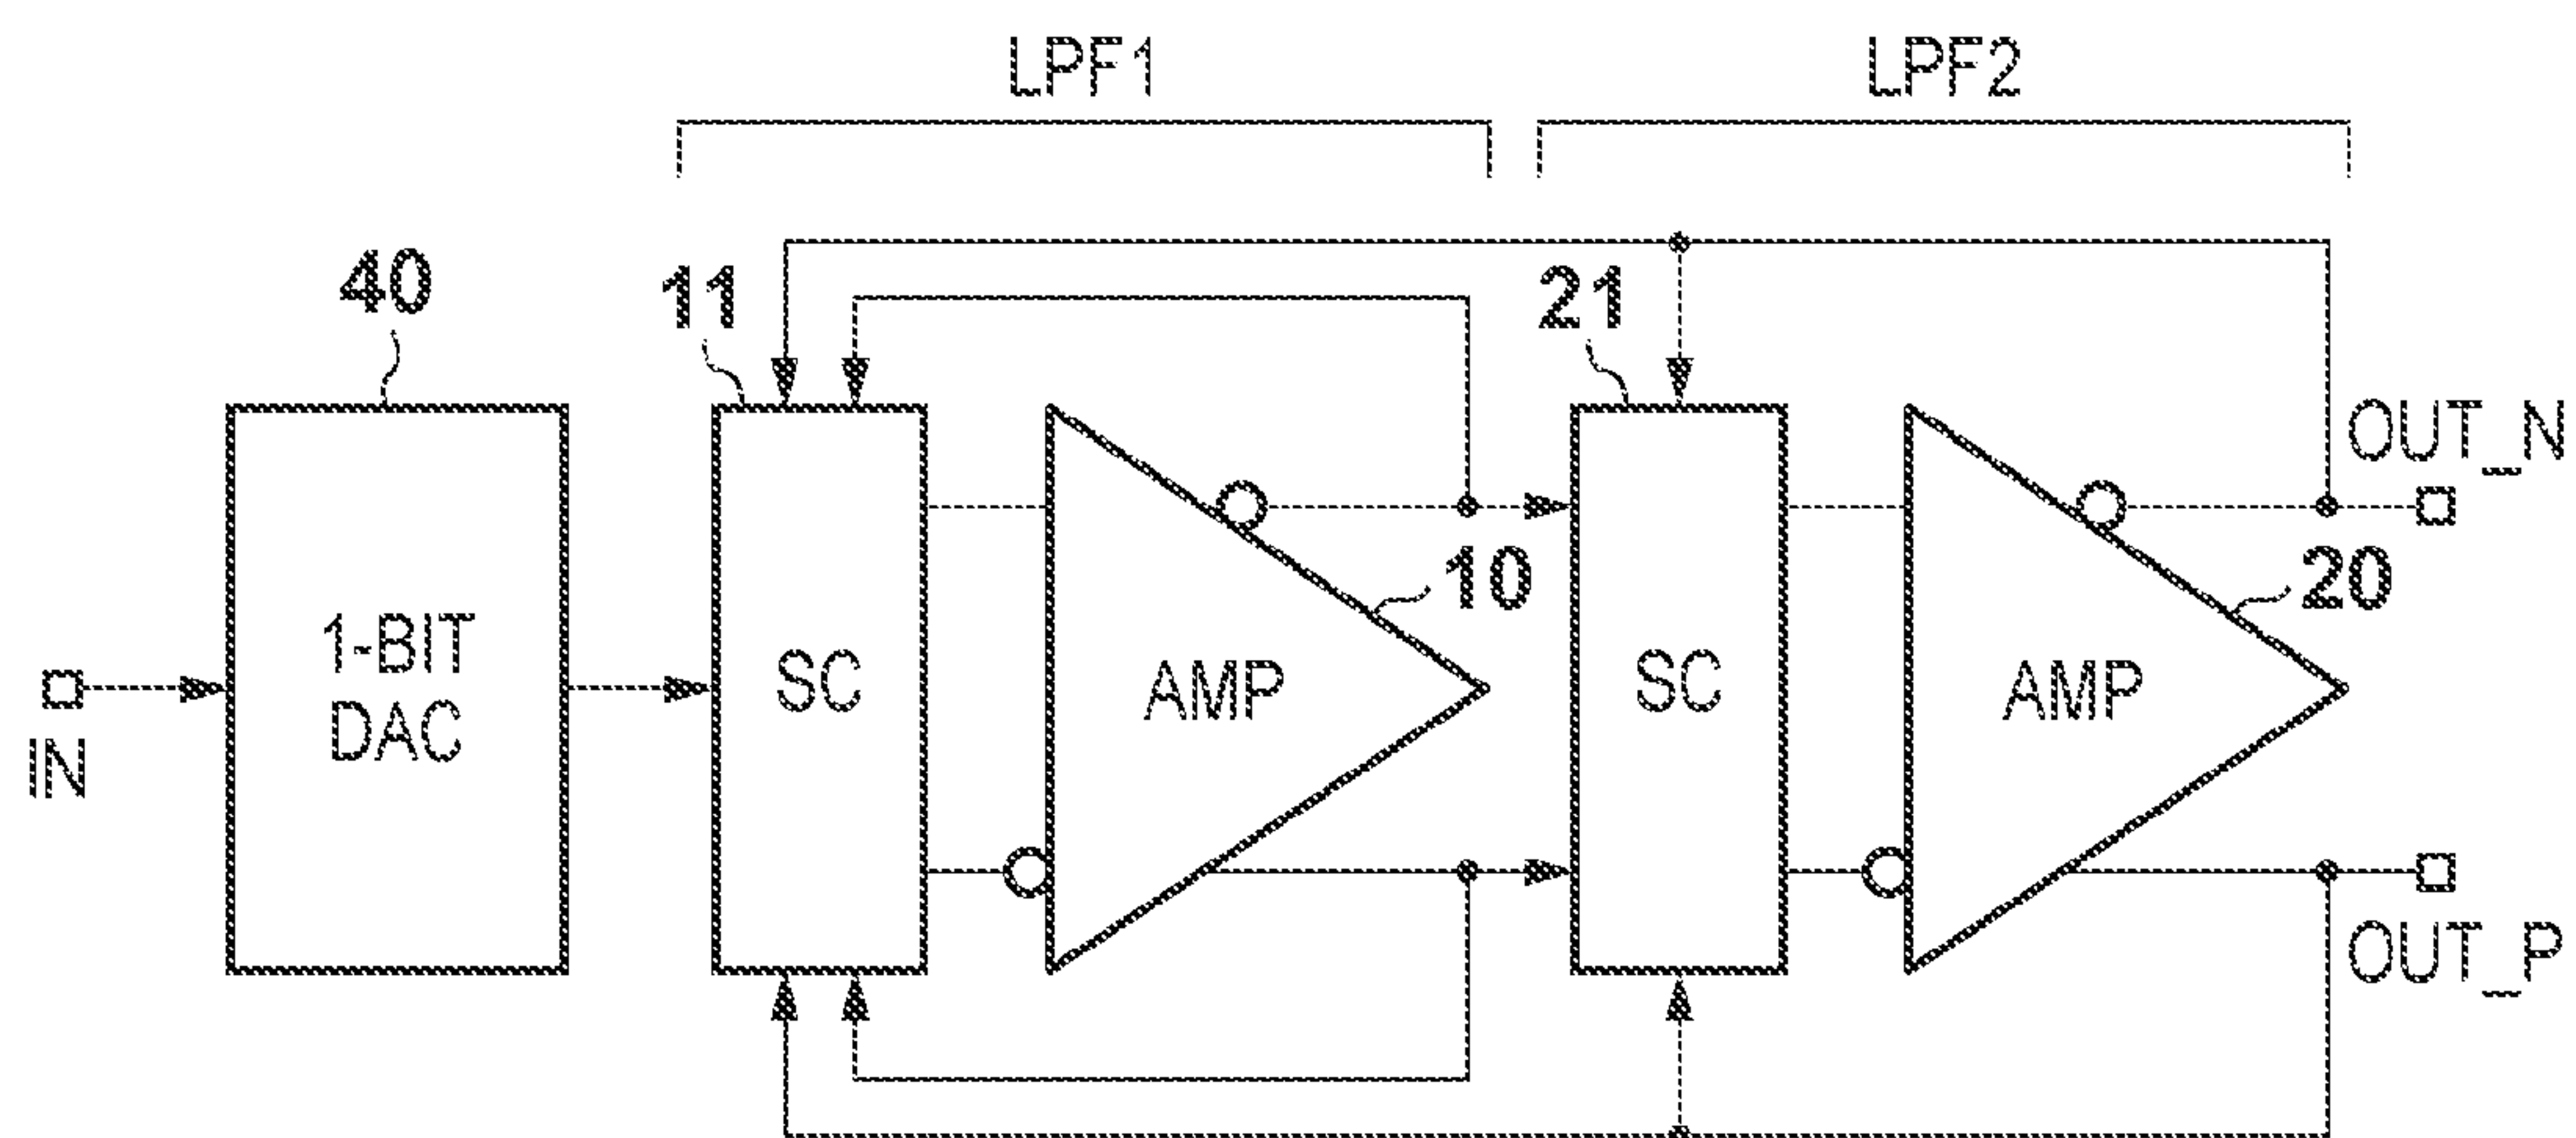 LPF1
LPF2
40
11
21
OUT_N
10
20
1-BIT
DAC
SC
AMP
SC
AMP
IN
OUT_P